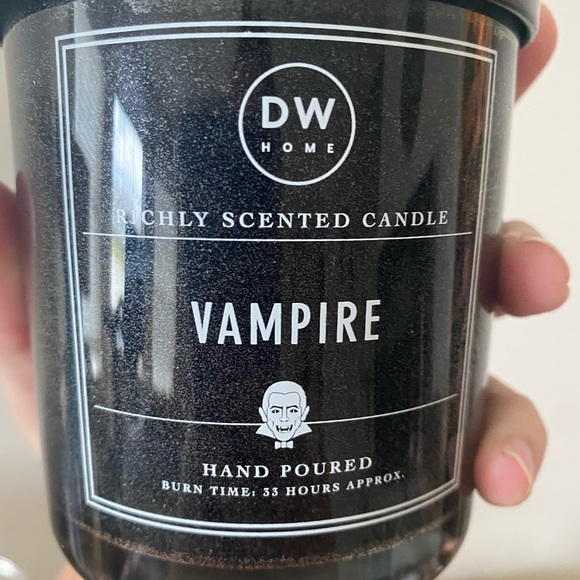 DW
HOME
RICHLY SCENTED CANDLE
VAMPIRE
HAND POURED
BURN TIME: 33 HOURS APPROX.